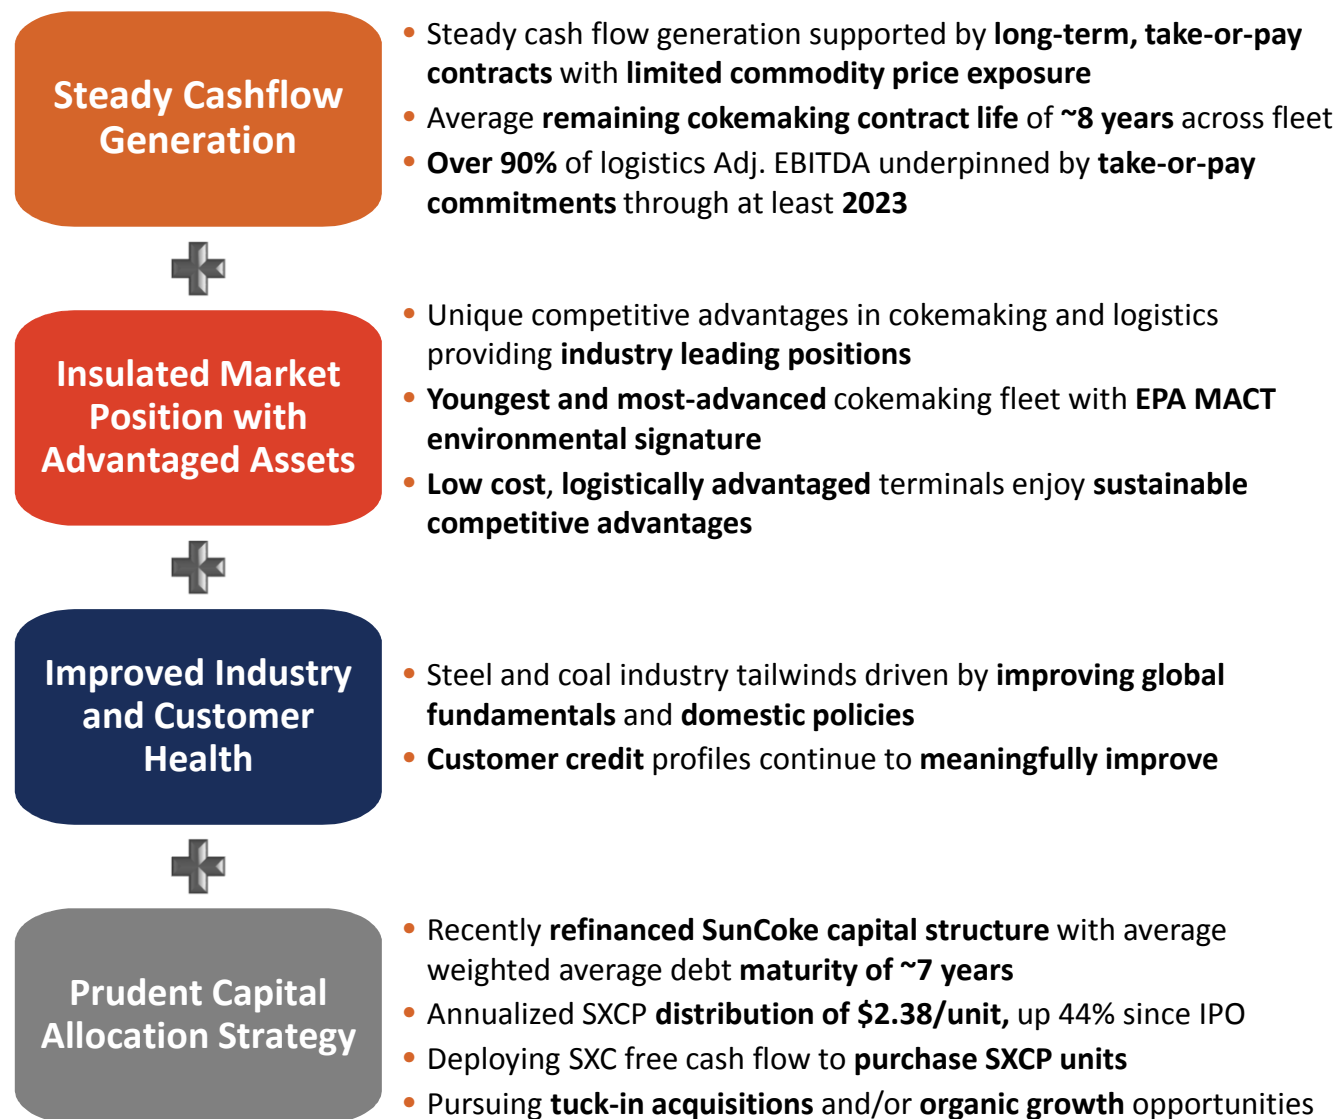 Steady Cashflow
Generation
• Steady cash flow generation supported by long-term, take-or-pay
contracts with limited commodity price exposure
• Average remaining cokemaking contract life of ~8 years across fleet
• Over 90% of logistics Adj. EBITDA underpinned by take-or-pay
commitments through at least 2023
Insulated Market
Position with
Advantaged Assets
• Unique competitive advantages in cokemaking and logistics
providing industry leading positions
• Youngest and most-advanced cokemaking fleet with EPA MACT
environmental signature
• Low cost, logistically advantaged terminals enjoy sustainable
competitive advantages
Improved Industry
and Customer
Health
• Steel and coal industry tailwinds driven by improving global
fundamentals and domestic policies
• Customer credit profiles continue to meaningfully improve
Prudent Capital
Allocation Strategy
• Recently refinanced SunCoke capital structure with average
weighted average debt maturity of ~7 years
• Annualized SXCP distribution of $2.38/unit, up 44% since IPO
• Deploying SXC free cash flow to purchase SXCP units
• Pursuing tuck-in acquisitions and/or organic growth opportunities